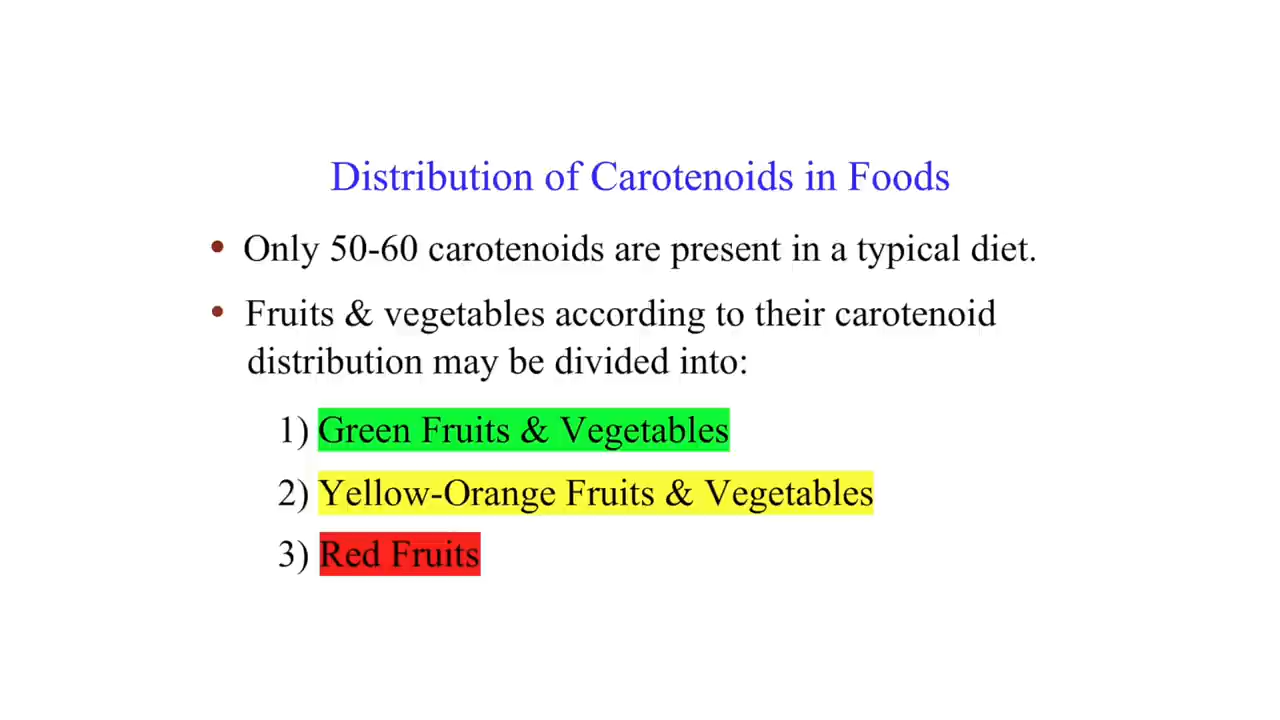 Distribution of Carotenoids in Foods
• Only 50-60 carotenoids are present in a typical diet.
• Fruits & vegetables according to their carotenoid
distribution may be divided into:
1) Green Fruits & Vegetables
2) Yellow-Orange Fruits & Vegetables
3) Red Fruits